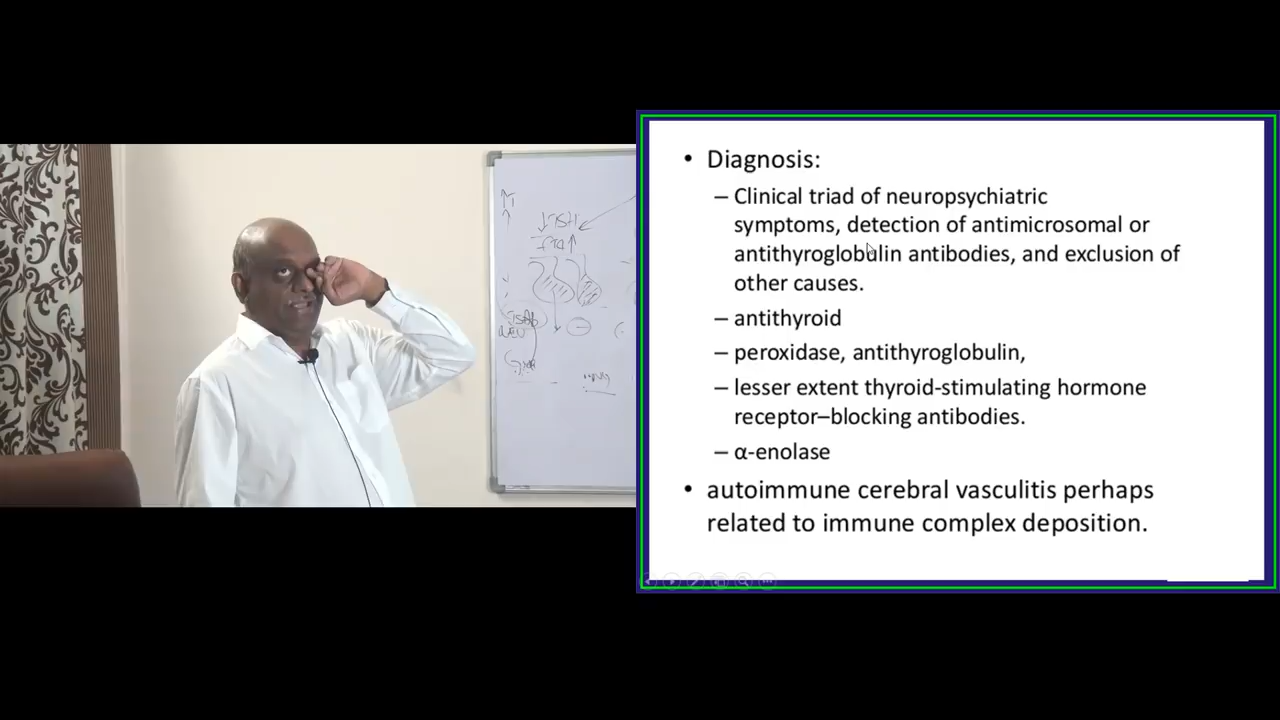 • Diagnosis:
– Clinical triad of neuropsychiatric
symptoms, detection of antimicrosomal or
antithyroglobulin antibodies, and exclusion of
other causes.
– antithyroid
– peroxidase, antithyroglobulin,
– lesser extent thyroid-stimulating hormone
receptor–blocking antibodies.
– α-enolase
• autoimmune cerebral vasculitis perhaps
related to immune complex deposition.